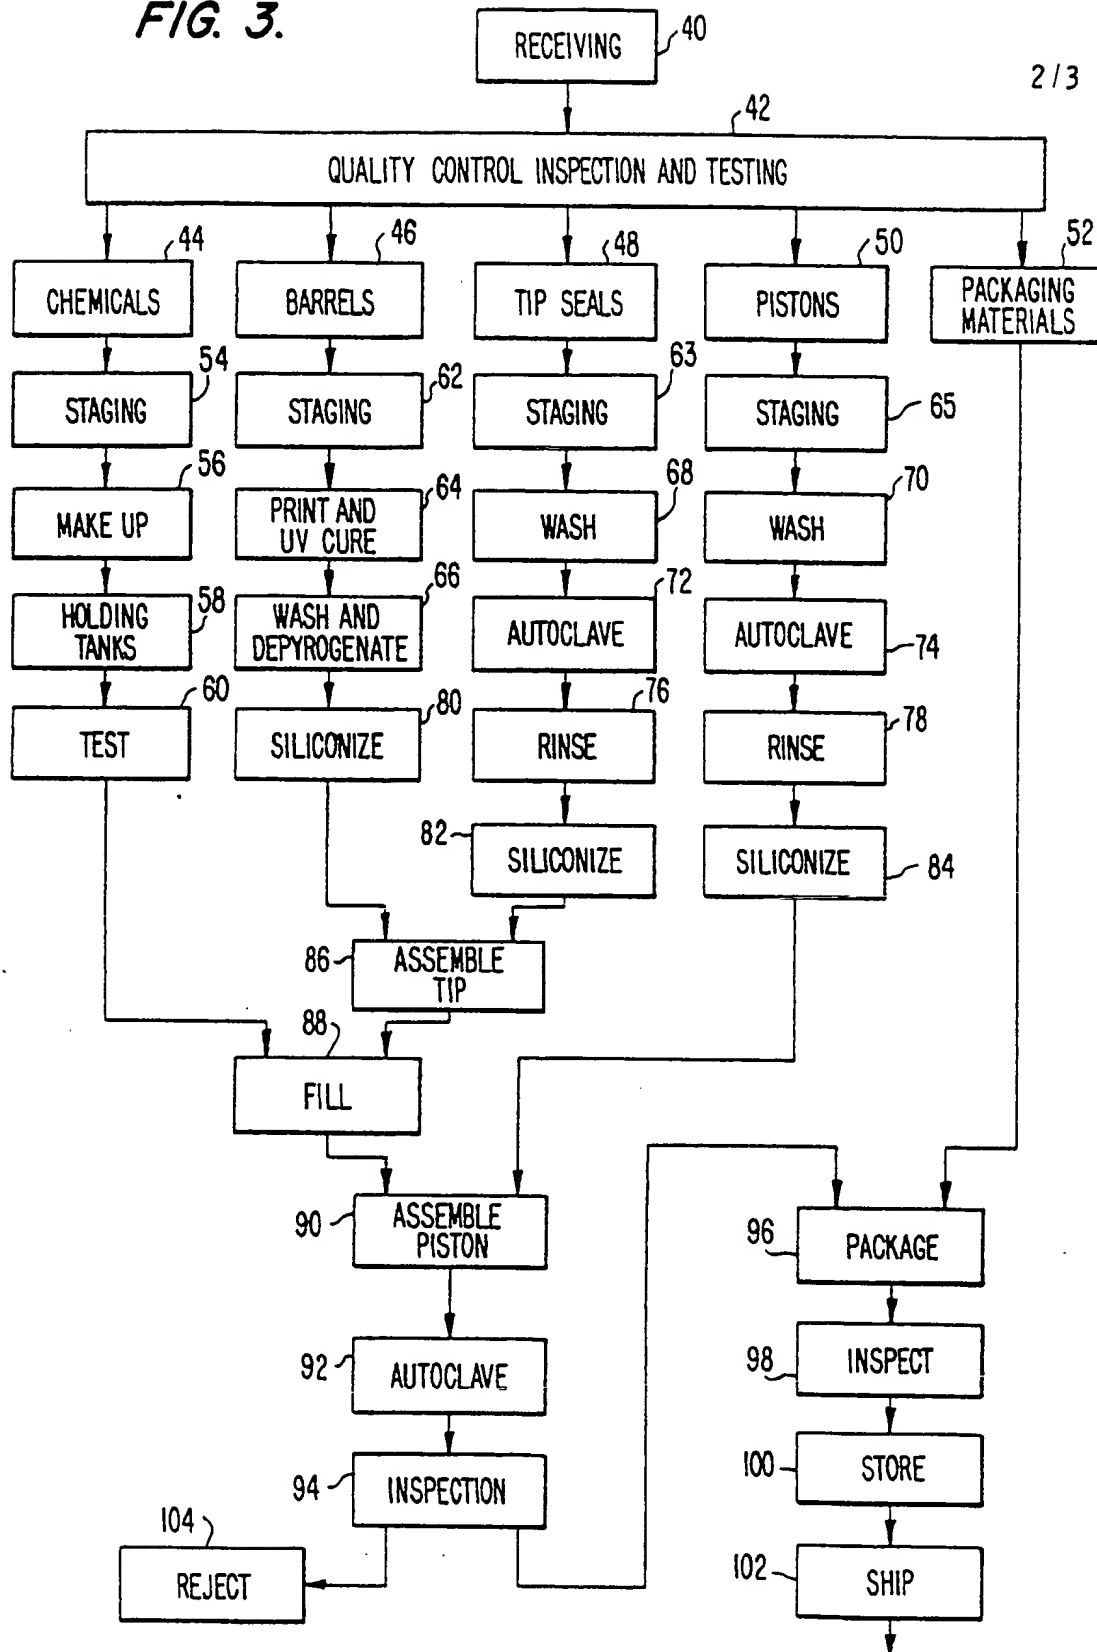 FIG. 3.
RECEIVING
40
2/3
42
QUALITY CONTROL INSPECTION AND TESTING
44
46
48
50
52
CHEMICALS
BARRELS
TIP SEALS
PISTONS
PACKAGING
MATERIALS
54
62
63
65
STAGING
STAGING
STAGING
STAGING
56
64
68
70
MAKE UP
PRINT AND
UV CURE
WASH
WASH
58
66
72
74
HOLDING
TANKS
WASH AND
DEPYROGENATE
AUTOCLAVE
AUTOCLAVE
60
80
76
78
TEST
SILICONIZE
RINSE
RINSE
82
SILICONIZE
SILICONIZE
84
86
ASSEMBLE
TIP
88
FILL
90
ASSEMBLE
PISTON
96
PACKAGE
92
AUTOCLAVE
98
INSPECT
94
INSPECTION
100
STORE
104
REJECT
102
SHIP